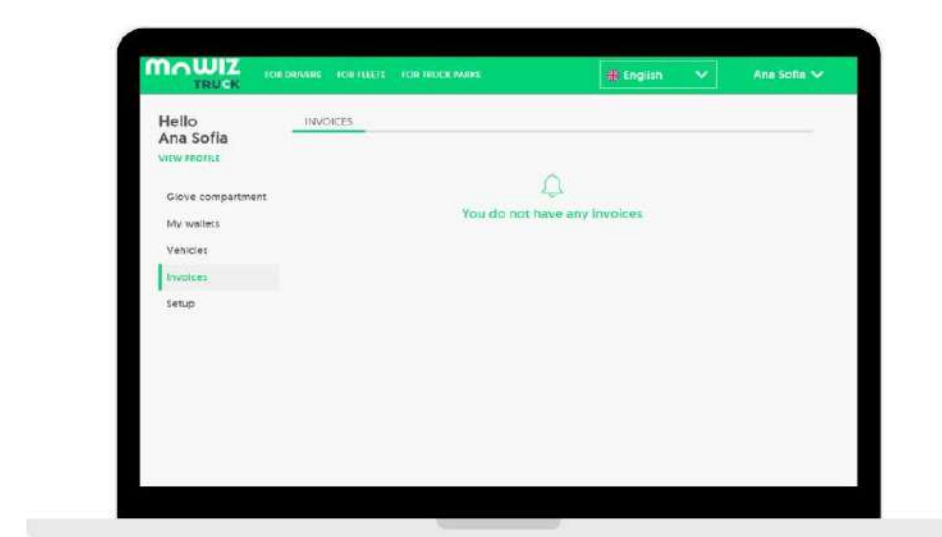 mowiz
TRUCK
FOR DRIVERS FOR FLEETS FOR TRUCK PARKS
English
Ana Sofia
Hello
Ana Sofia
VIEW PROFILE
INVOICES
You do not have any invoices
Glove compartment
My wallets
Vehicles
Invoices
Setup